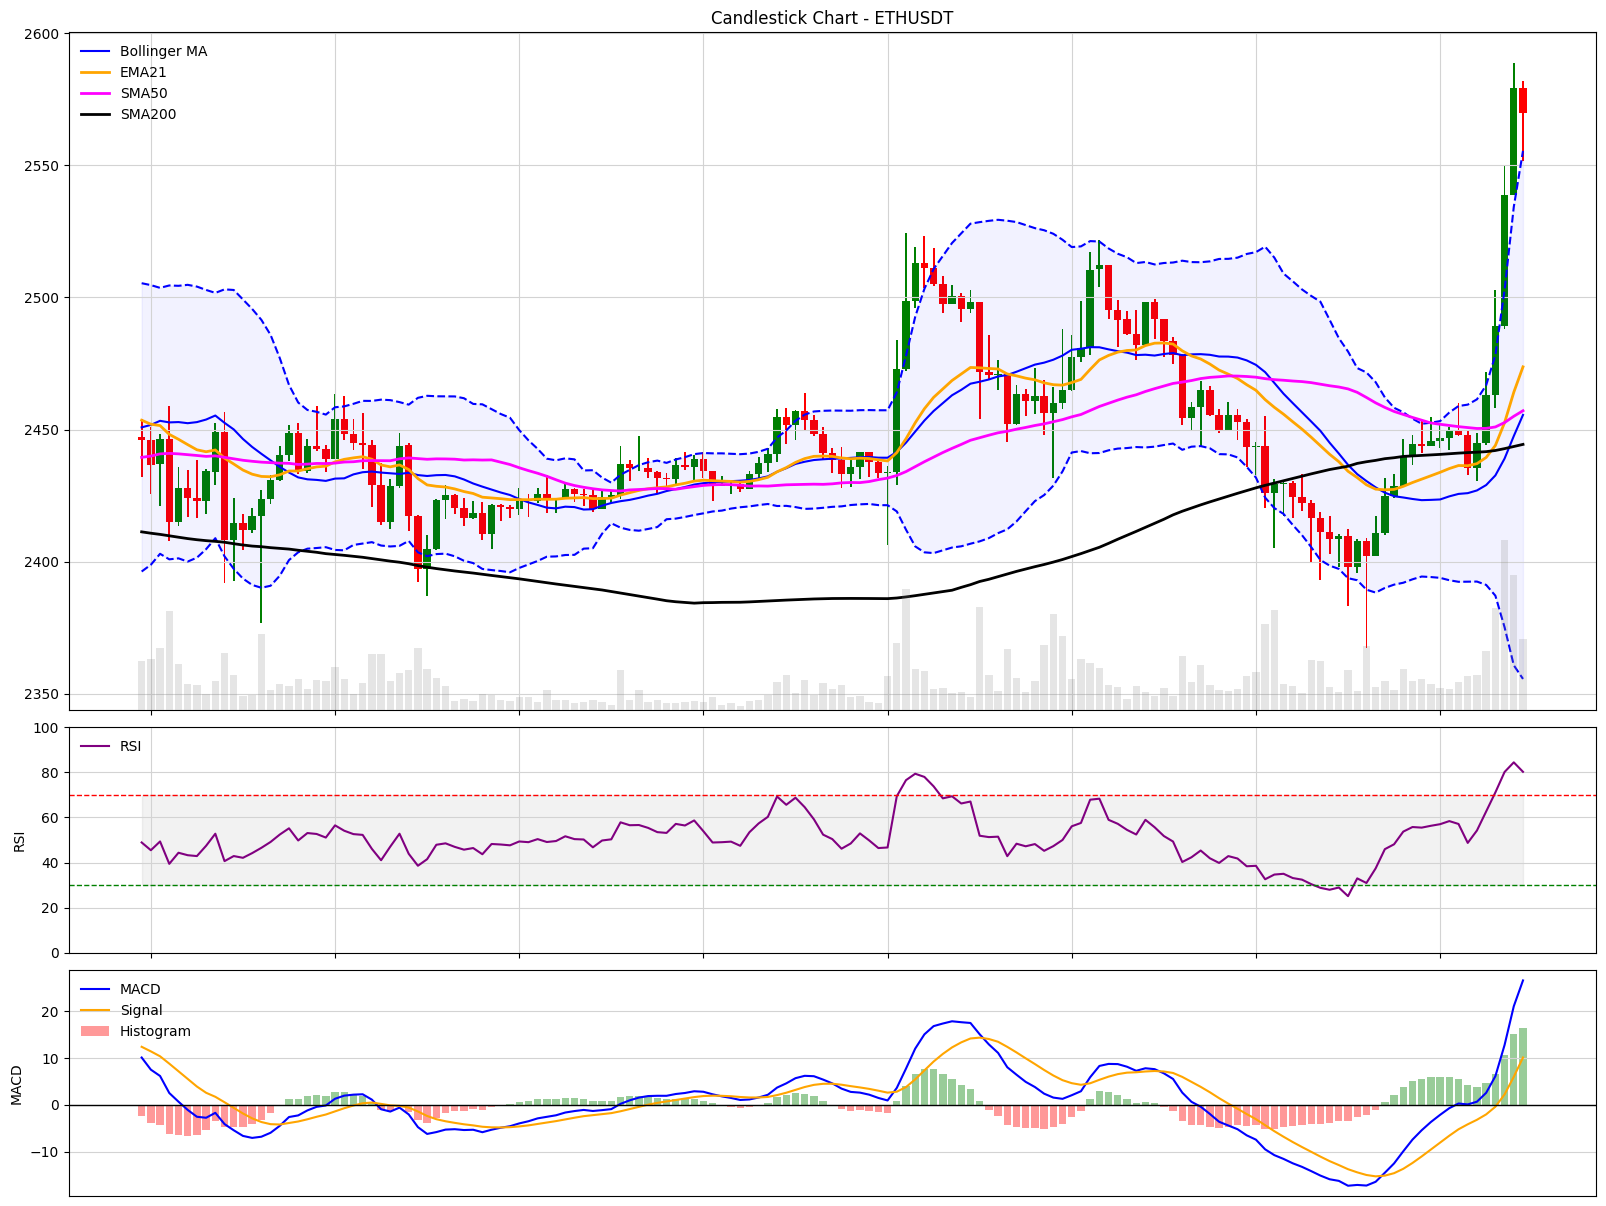 Candlestick Chart - ETHUSDT
2600
2550
2500
2450
2400
2350
Bollinger MA
EMA21
SMA50
SMA200
100
80
60
40
20
0
RSI
RSI
20
10
0
−10
MACD
MACD
Signal
Histogram